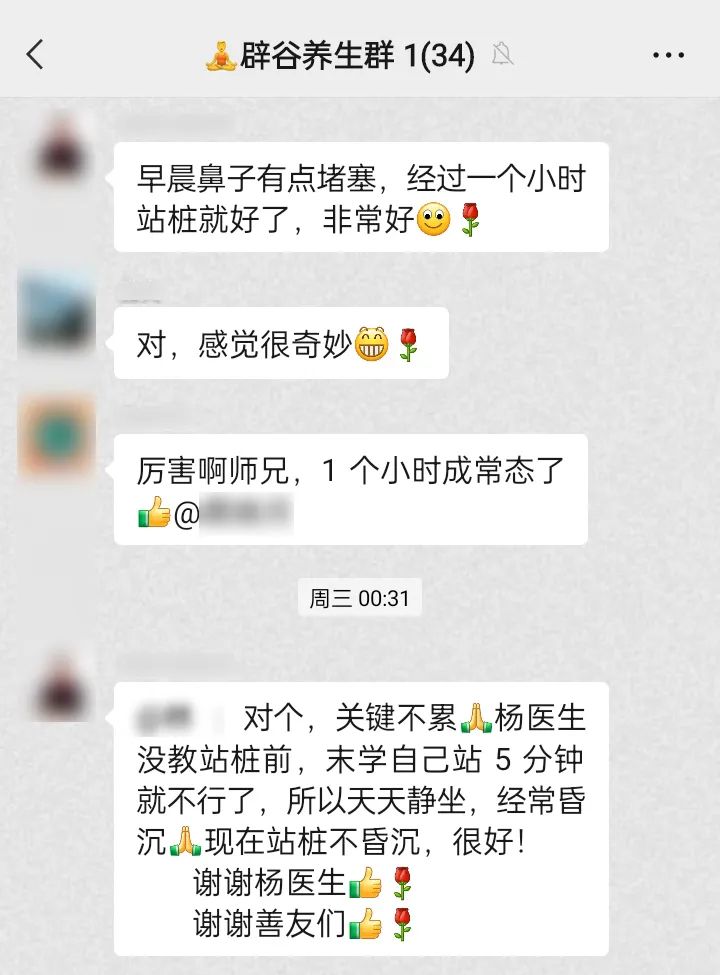 🧘辟谷养生群 1(34)
早晨鼻子有点堵塞，经过一个小时
站桩就好了，非常好🙂🌹
对，感觉很奇妙😁🌹
厉害啊师兄，1 个小时成常态了
👍@
周三 00:31
对个，关键不累🙏杨医生
没教站桩前，末学自己站 5 分钟
就不行了，所以天天静坐，经常昏
沉🙏现在站桩不昏沉，很好！
谢谢杨医生👍🌹
谢谢善友们👍🌹